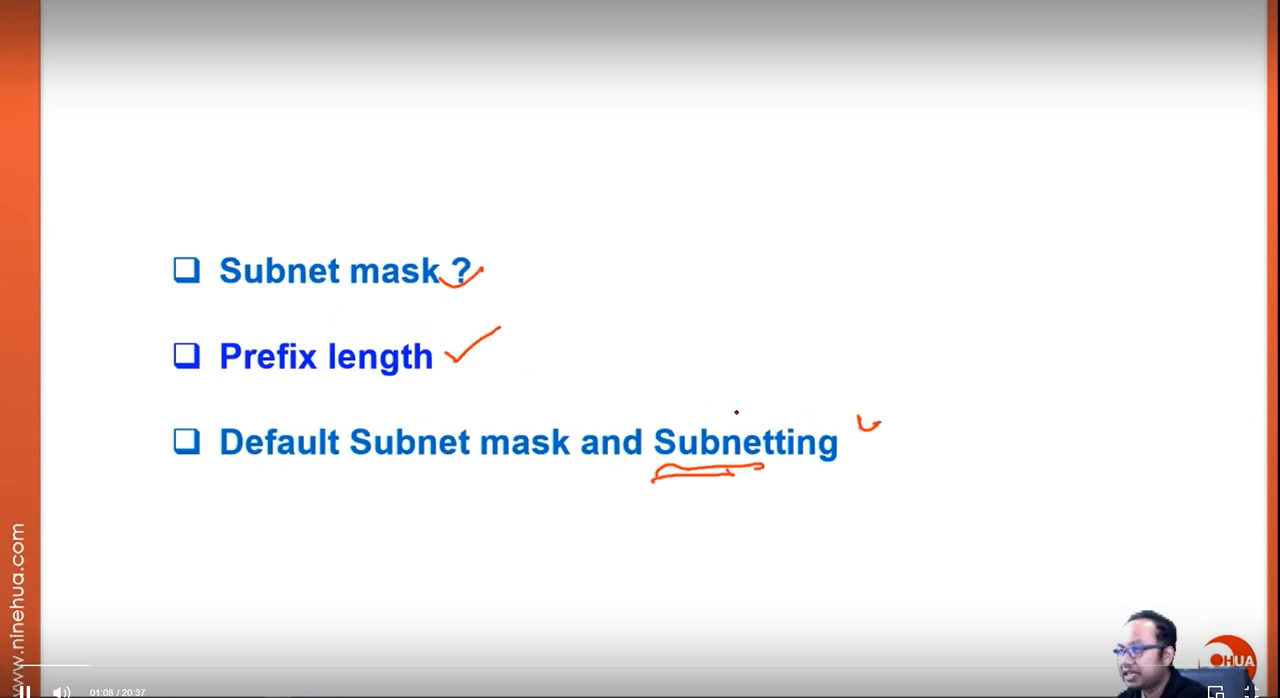 Subnet mask ?
Prefix length
Default Subnet mask and Subnetting
www.ninehua.com
HUA
01:08 / 20:37